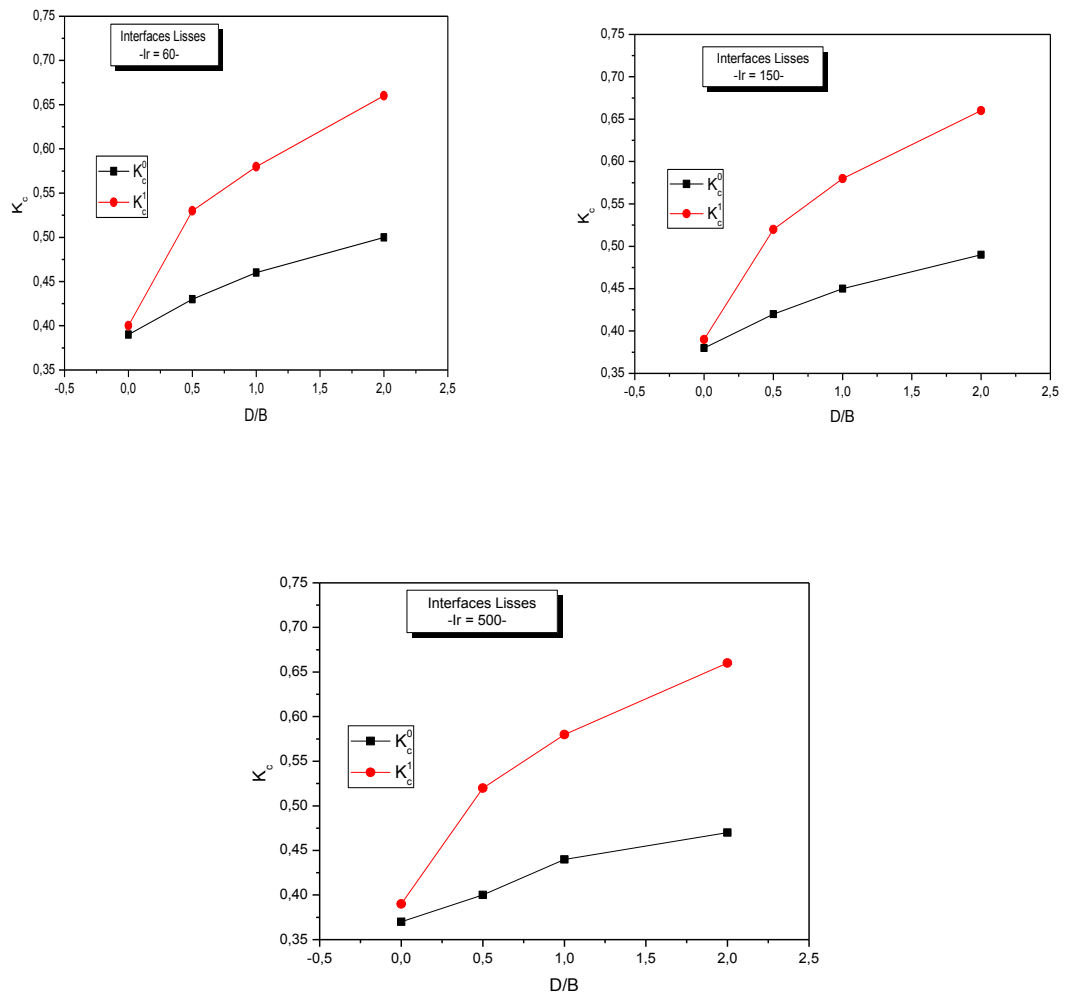 0,75
0,70
0,65
0,60
0,55
0,50
0,45
0,40
0,35
K_c
Interfaces Lisses
-Ir = 60-
K_c^0
K_c^1
-0,5 0,0 0,5 1,0 1,5 2,0 2,5
D/B
0,75
0,70
0,65
0,60
0,55
0,50
0,45
0,40
0,35
K_c
Interfaces Lisses
-Ir = 150-
K_c^0
K_c^1
-0,5 0,0 0,5 1,0 1,5 2,0 2,5
D/B
0,75
0,70
0,65
0,60
0,55
0,50
0,45
0,40
0,35
K_c
Interfaces Lisses
-Ir = 500-
K_c^0
K_c^1
-0,5 0,0 0,5 1,0 1,5 2,0 2,5
D/B